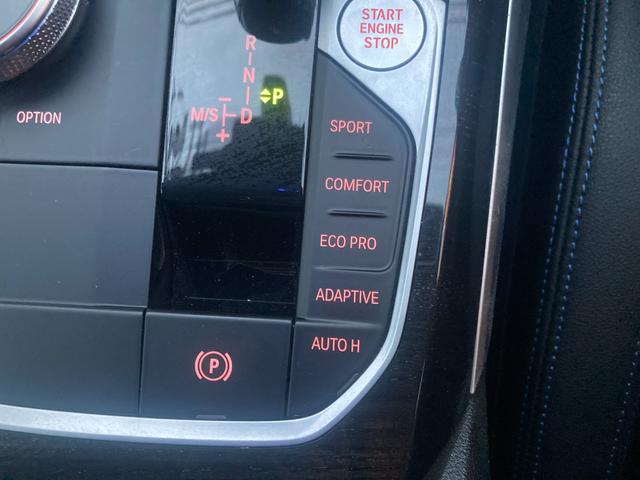 START
ENGINE
STOP
R
N
P
M/S
D
OPTION
SPORT
COMFORT
ECO PRO
ADAPTIVE
AUTO H
P